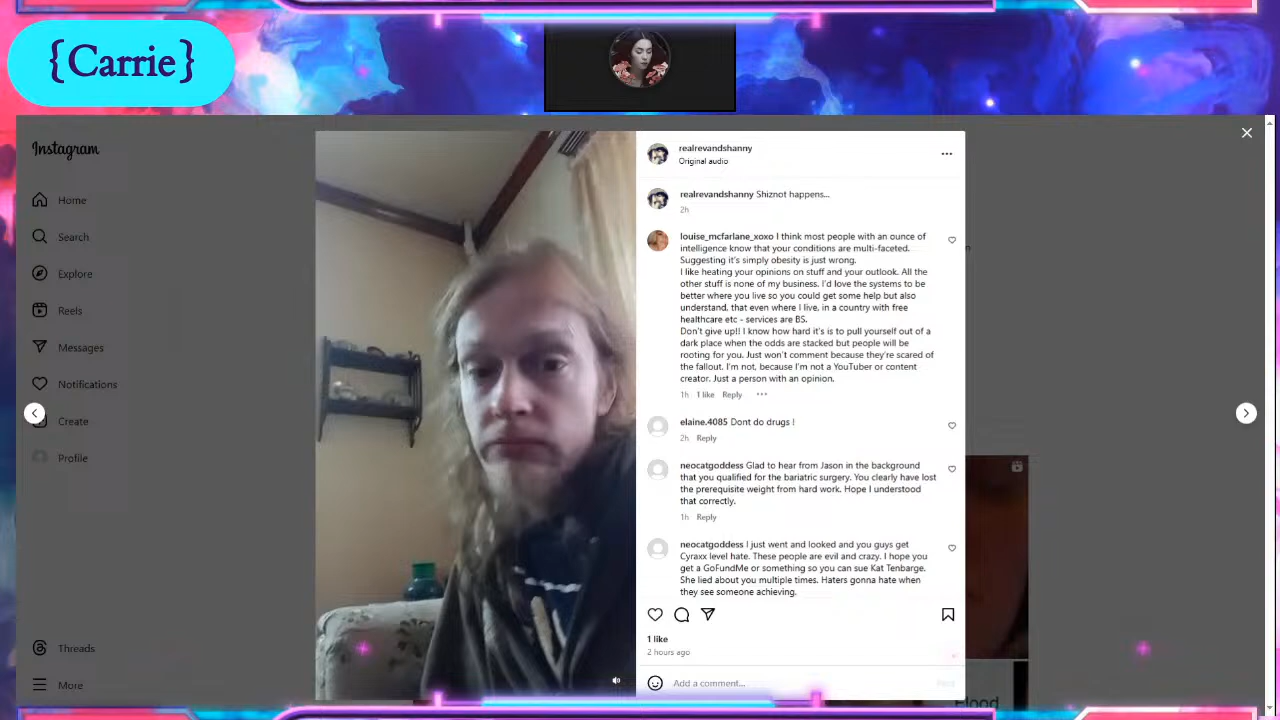 {Carrie}
Instagram
Home
Search
Explore
Reels
Messages
Notifications
Create
Profile
Threads
More
realrevandshanny
Original audio
realrevandshanny Shiznot happens...
2h
louise_mcfarlane_xoxo I think most people with an ounce of
intelligence know that your conditions are multi-faceted.
Suggesting it's simply obesity is just wrong.
I like heating your opinions on stuff and your outlook. All the
other stuff is none of my business. I'd love the systems to be
better where you live so you could get some help but also
understand, that even where I live, in a country with free
healthcare etc - services are BS.
Don't give up!! I know how hard it's is to pull yourself out of a
dark place when the odds are stacked but people will be
rooting for you. Just won't comment because they're scared of
the fallout. I'm not, because I'm not a YouTuber or content
creator. Just a person with an opinion.
1h 1 like Reply
elaine.4085 Dont do drugs !
2h Reply
neocatgoddess Glad to hear from Jason in the background
that you qualified for the bariatric surgery. You clearly have lost
the prerequisite weight from hard work. Hope I understood
that correctly.
1h Reply
neocatgoddess I just went and looked and you guys get
Cyraxx level hate. These people are evil and crazy. I hope you
get a GoFundMe or something so you can sue Kat Tenbarge.
She lied about you multiple times. Haters gonna hate when
they see someone achieving.
1 like
2 hours ago
Add a comment...
Post